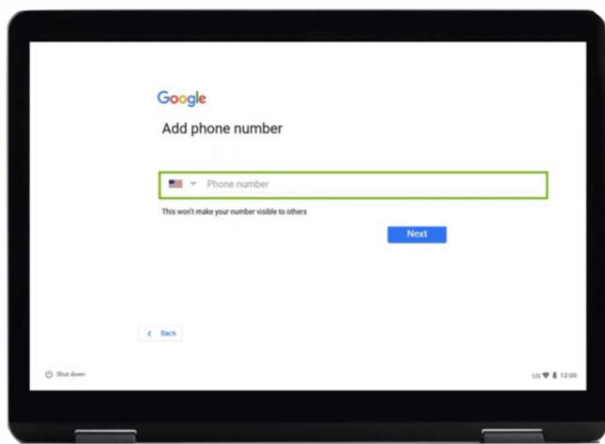 Google
Add phone number
Phone number
This won't make your number visible to others
Next
Back
Shut down
US 12:00